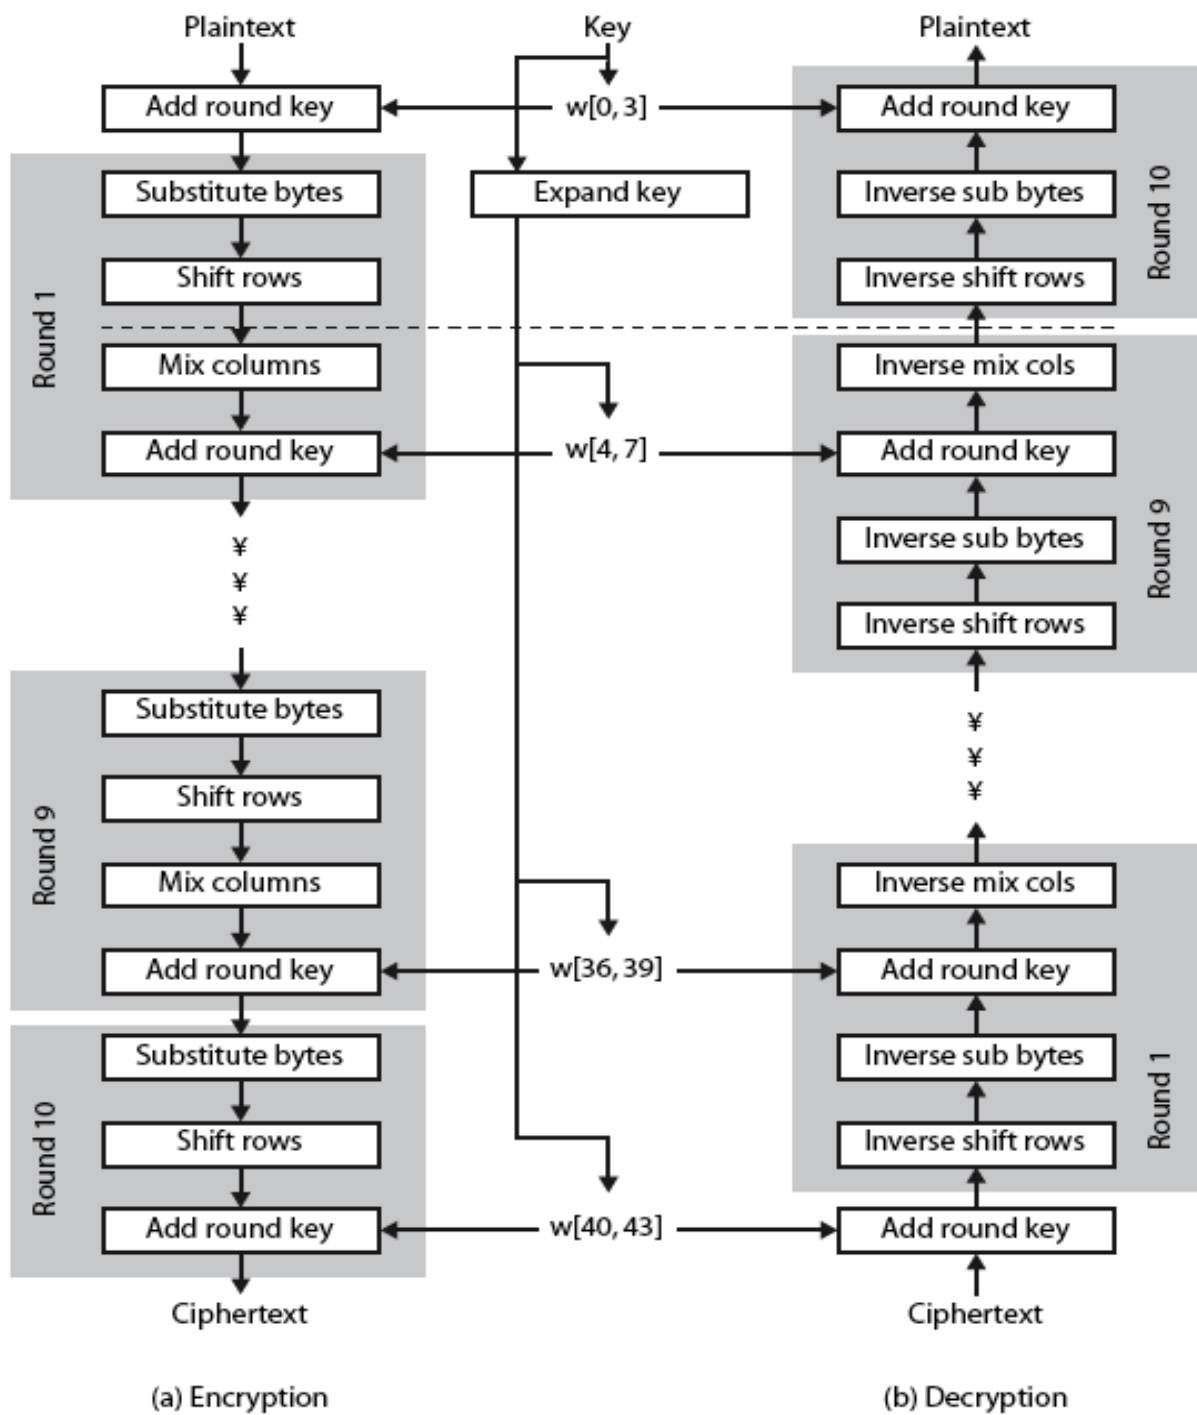 Plaintext
Key
Plaintext
Add round key
w[0, 3]
Add round key
Substitute bytes
Expand key
Inverse sub bytes
Round 10
Shift rows
Inverse shift rows
Round 1
Mix columns
Inverse mix cols
Add round key
w[4, 7]
Add round key
¥
¥
¥
Inverse sub bytes
Round 9
Inverse shift rows
Substitute bytes
¥
¥
¥
Shift rows
Round 9
Mix columns
Inverse mix cols
Add round key
w[36, 39]
Add round key
Substitute bytes
Inverse sub bytes
Round 1
Round 10
Shift rows
Inverse shift rows
Add round key
w[40, 43]
Add round key
Ciphertext
Ciphertext
(a) Encryption
(b) Decryption